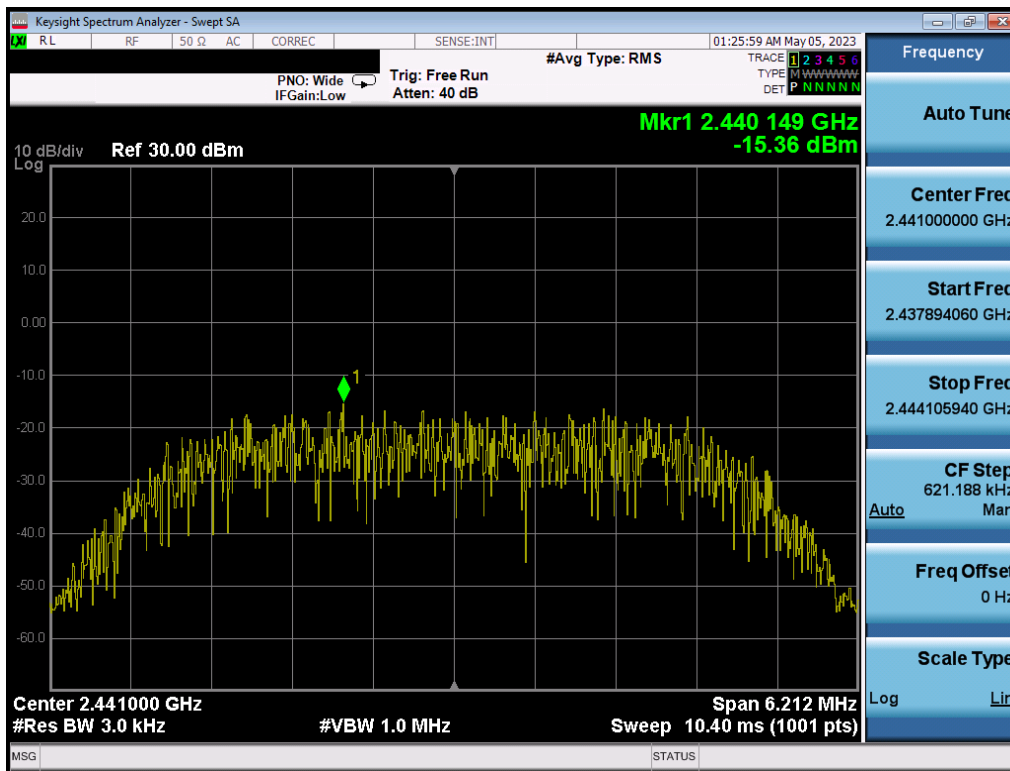 Keysight Spectrum Analyzer - Swept SA
LXI RL RF 50 Ω AC CORREC SENSE:INT 01:25:59 AM May 05, 2023
#Avg Type: RMS
TRACE 1 2 3 4 5 6
PNO: Wide
Trig: Free Run
TYPE M WWWWW
IFGain:Low
Atten: 40 dB
DET P N N N N N
Mkr1 2.440 149 GHz
-15.36 dBm
10 dB/div Ref 30.00 dBm
Log
20.0
10.0
0.00
-10.0
1
-20.0
-30.0
-40.0
-50.0
-60.0
Center 2.441000 GHz Span 6.212 MHz
#Res BW 3.0 kHz #VBW 1.0 MHz Sweep 10.40 ms (1001 pts)
MSG STATUS
Frequency
Auto Tune
Center Freq
2.441000000 GHz
Start Freq
2.437894060 GHz
Stop Freq
2.444105940 GHz
CF Step
621.188 kHz
Auto Man
Freq Offset
0 Hz
Scale Type
Log Lin